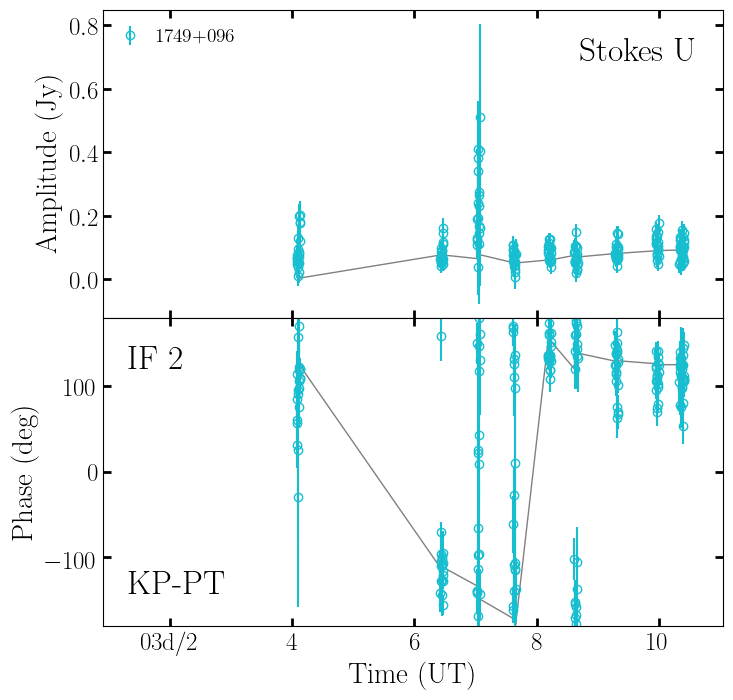 0.8
1749+096
Stokes U
0.6
0.4
0.2
0.0
Amplitude (Jy)
IF 2
100
0
−100
Phase (deg)
KP-PT
03d/2
4
6
8
10
Time (UT)